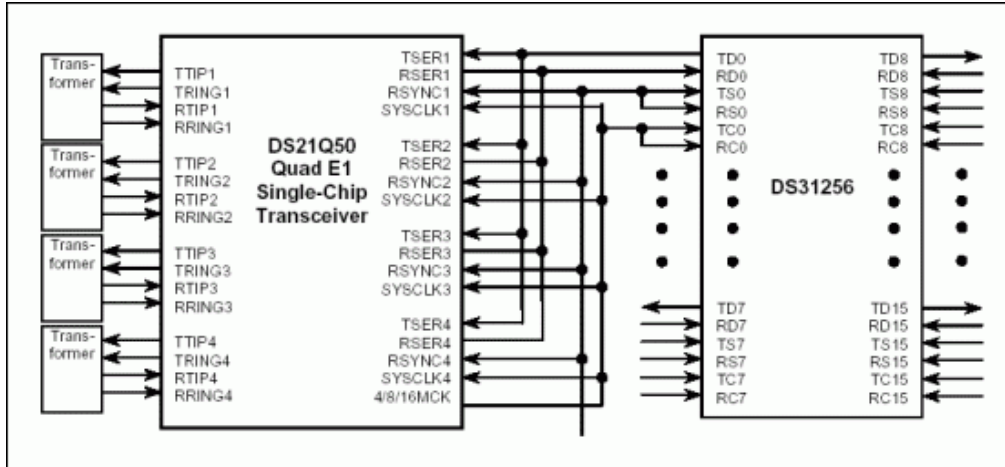 Trans-
former
TTIP1
TRING1
RTIP1
RRING1
Trans-
former
TTIP2
TRING2
RTIP2
RRING2
Trans-
former
TTIP3
TRING3
RTIP3
RRING3
Trans-
former
TTIP4
TRING4
RTIP4
RRING4
DS21Q50
Quad E1
Single-Chip
Transceiver
TSER1
RSER1
RSYNC1
SYSCLK1
TSER2
RSER2
RSYNC2
SYSCLK2
TSER3
RSER3
RSYNC3
SYSCLK3
TSER4
RSER4
RSYNC4
SYSCLK4
4/8/16MCK
TD0
RD0
TS0
RS0
TC0
RC0
TD7
RD7
TS7
RS7
TC7
RC7
DS31256
TD8
RD8
TS8
RS8
TC8
RC8
TD15
RD15
TS15
RS15
TC15
RC15